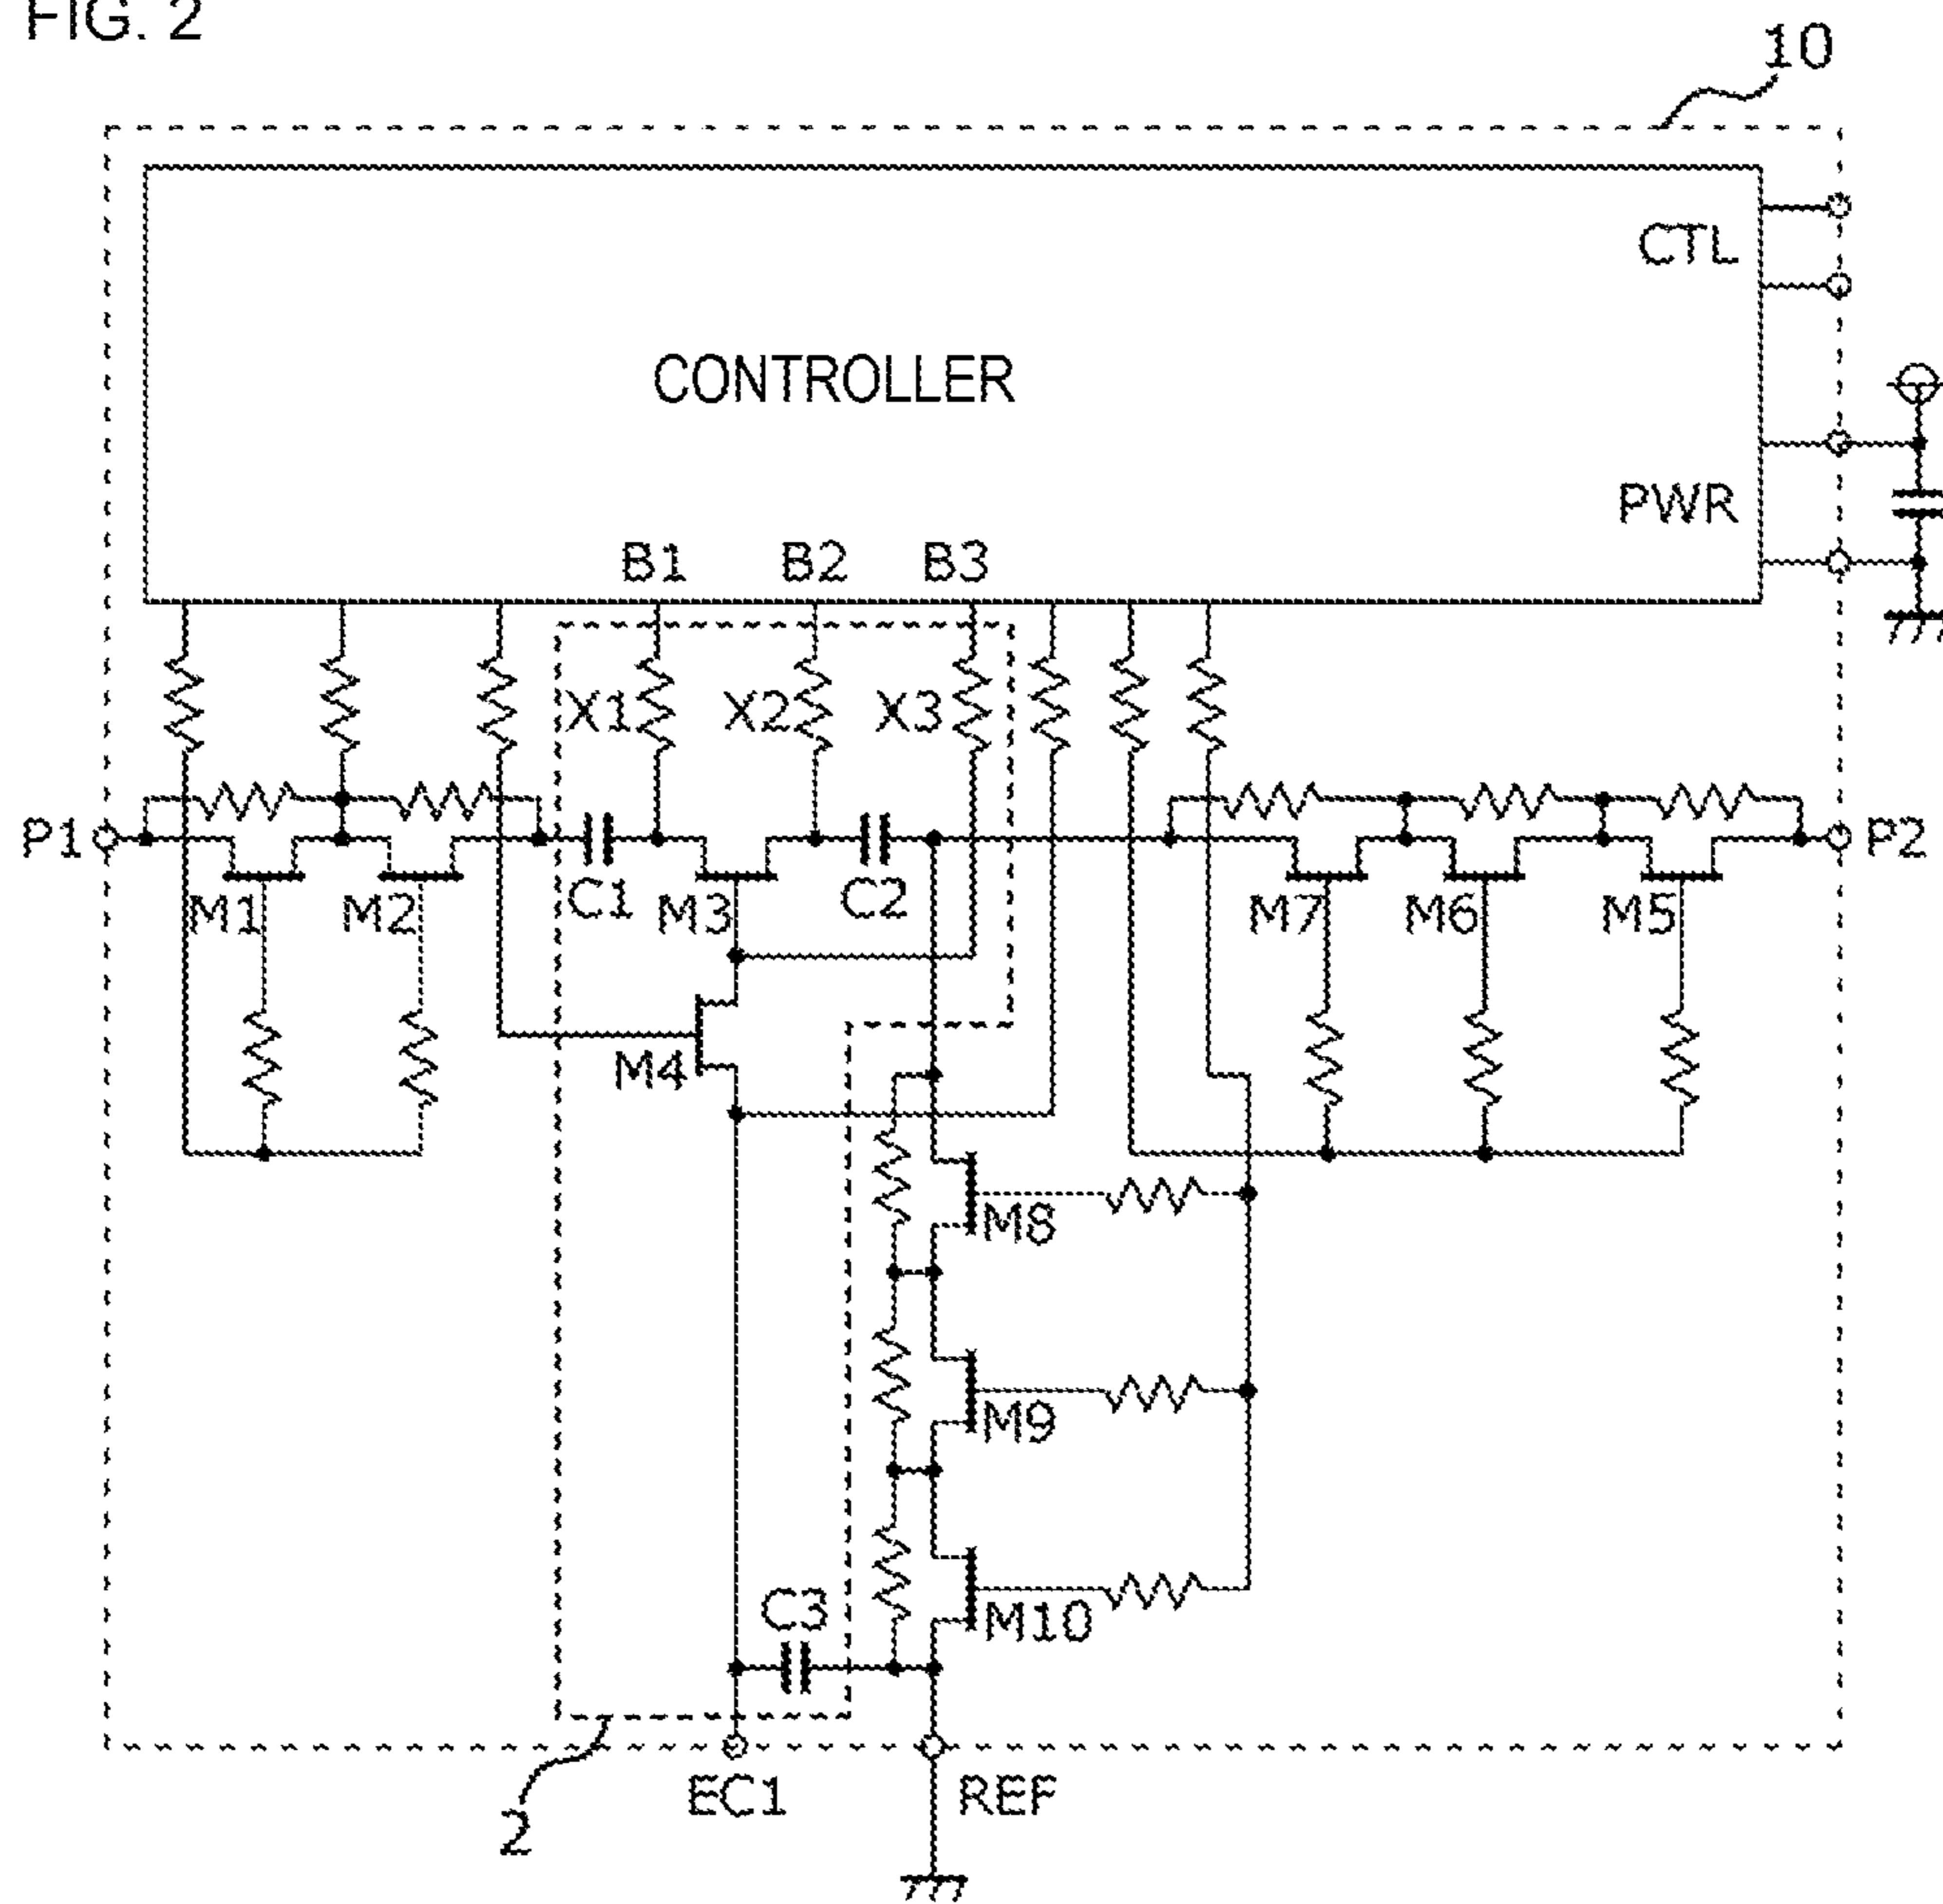 FIG. 2
10
CTL
CONTROLLER
PWR
B1 B2 B3
X1 X2 X3
P1 P2
M1 M2 C1 M3 C2 M7 M6 M5
M4
M8
M9
C3 M10
EC1 REF
2